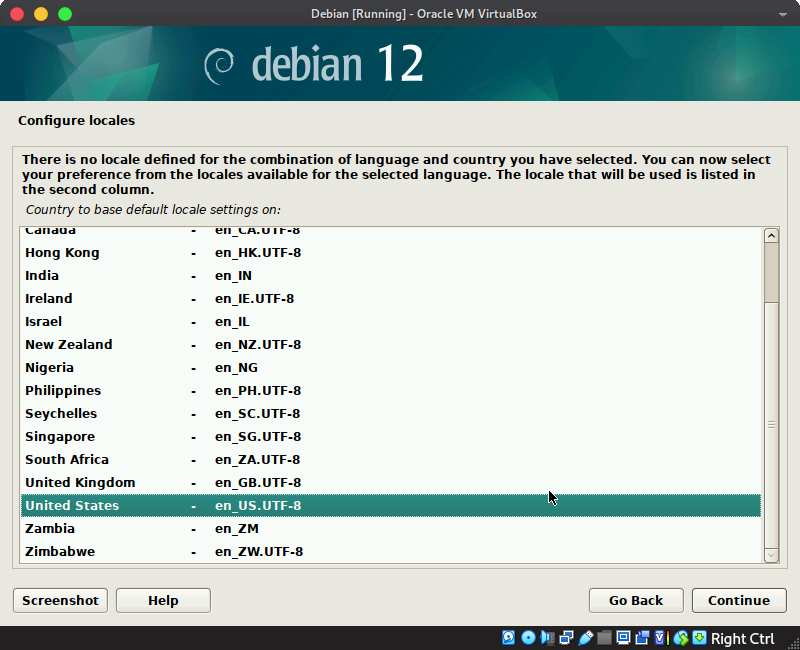 Debian [Running] - Oracle VM VirtualBox
debian 12
Configure locales
There is no locale defined for the combination of language and country you have selected. You can now select
your preference from the locales available for the selected language. The locale that will be used is listed in
the second column.
Country to base default locale settings on:
Canada - en_CA.UTF-8
Hong Kong - en_HK.UTF-8
India - en_IN
Ireland - en_IE.UTF-8
Israel - en_IL
New Zealand - en_NZ.UTF-8
Nigeria - en_NG
Philippines - en_PH.UTF-8
Seychelles - en_SC.UTF-8
Singapore - en_SG.UTF-8
South Africa - en_ZA.UTF-8
United Kingdom - en_GB.UTF-8
United States - en_US.UTF-8
Zambia - en_ZM
Zimbabwe - en_ZW.UTF-8
Screenshot Help Go Back Continue
Right Ctrl